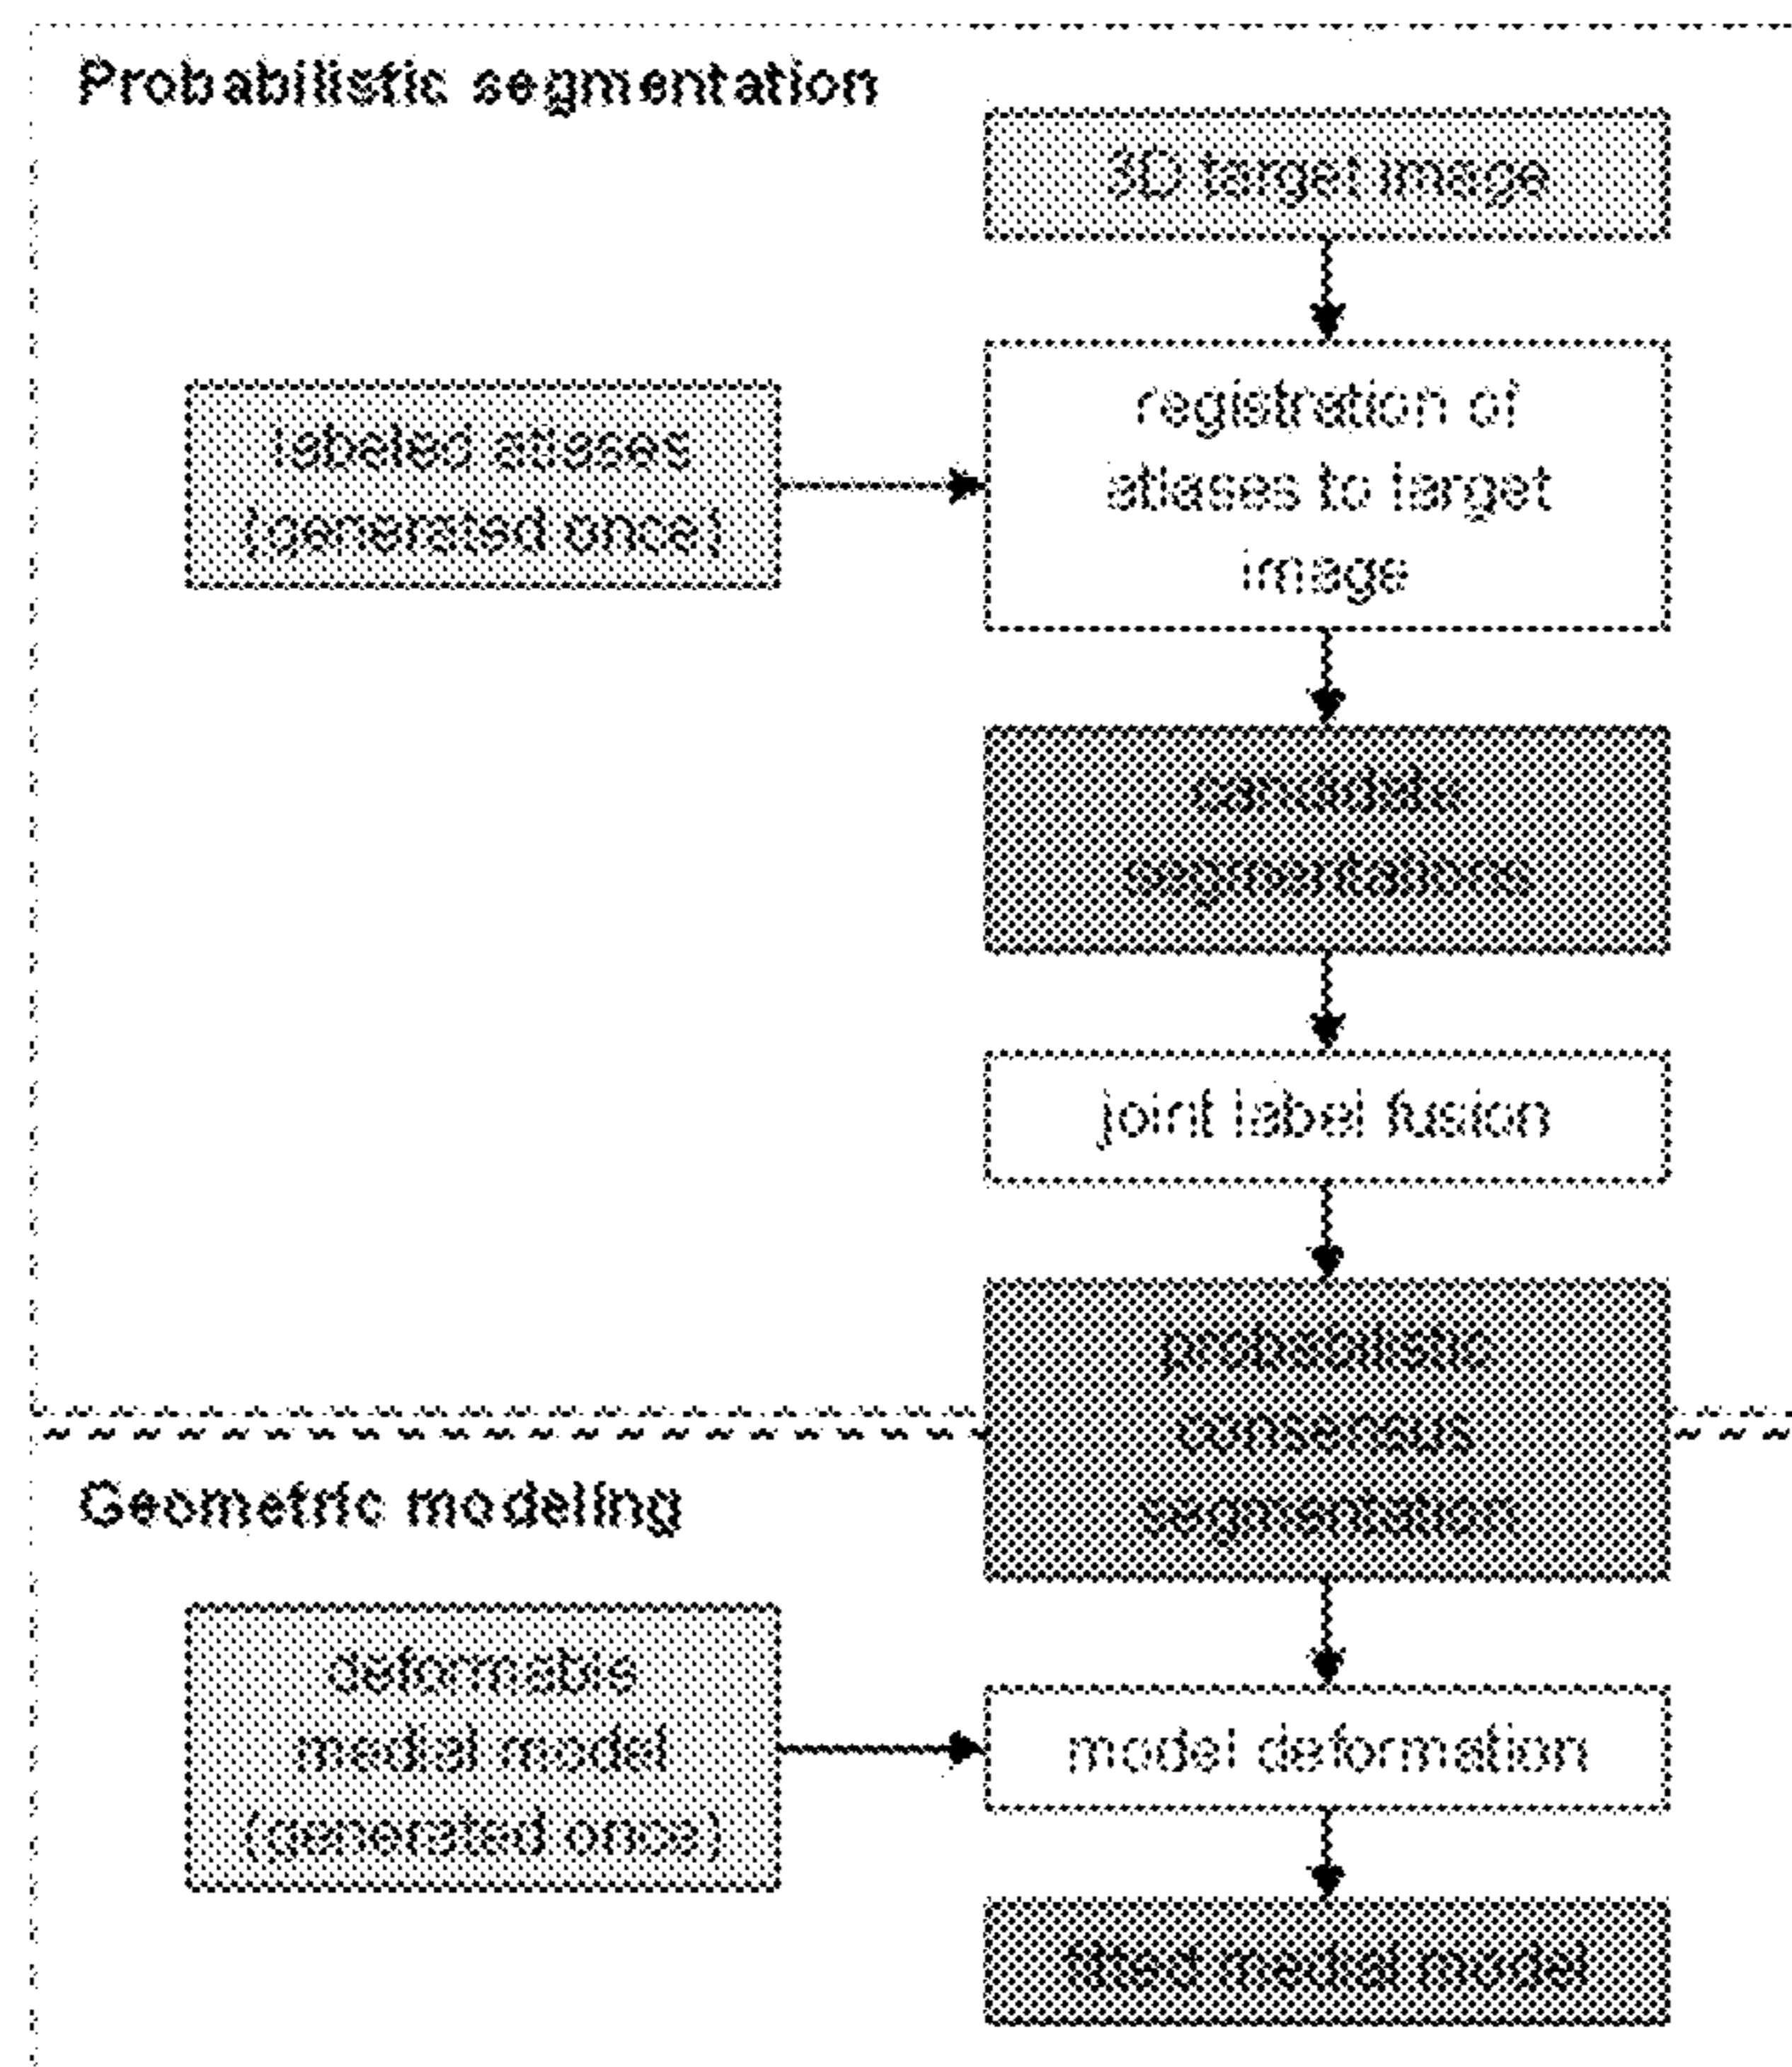 Probabilistic segmentation
3D target image
labeled atlases
(generated once)
registration of
atlases to target
image
candidate
segmentations
joint label fusion
probabilistic
consensus
segmentation
Geometric modeling
deformable
medial model
(generated once)
model deformation
fitted medial model